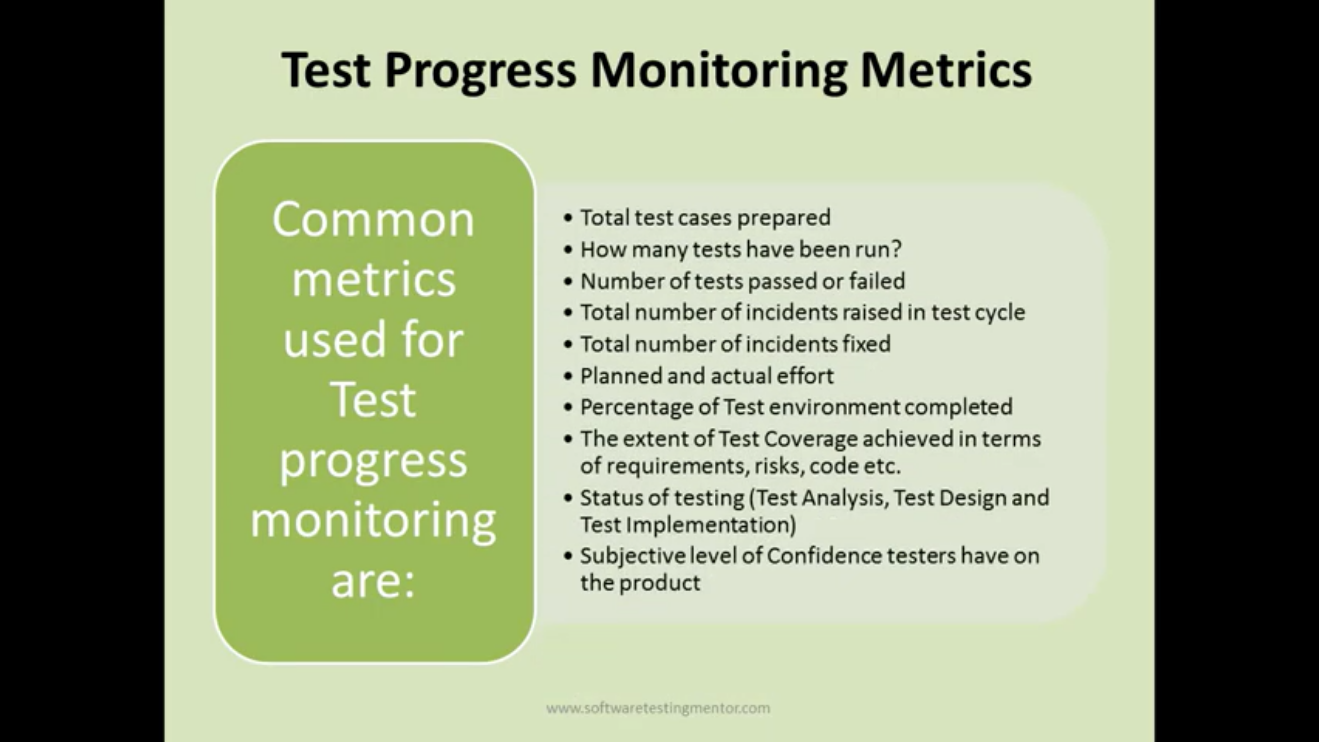 Test Progress Monitoring Metrics
Common
metrics
used for
Test
progress
monitoring
are:
• Total test cases prepared
• How many tests have been run?
• Number of tests passed or failed
• Total number of incidents raised in test cycle
• Total number of incidents fixed
• Planned and actual effort
• Percentage of Test environment completed
• The extent of Test Coverage achieved in terms
of requirements, risks, code etc.
• Status of testing (Test Analysis, Test Design and
Test Implementation)
• Subjective level of Confidence testers have on
the product
www.softwaretestingmentor.com